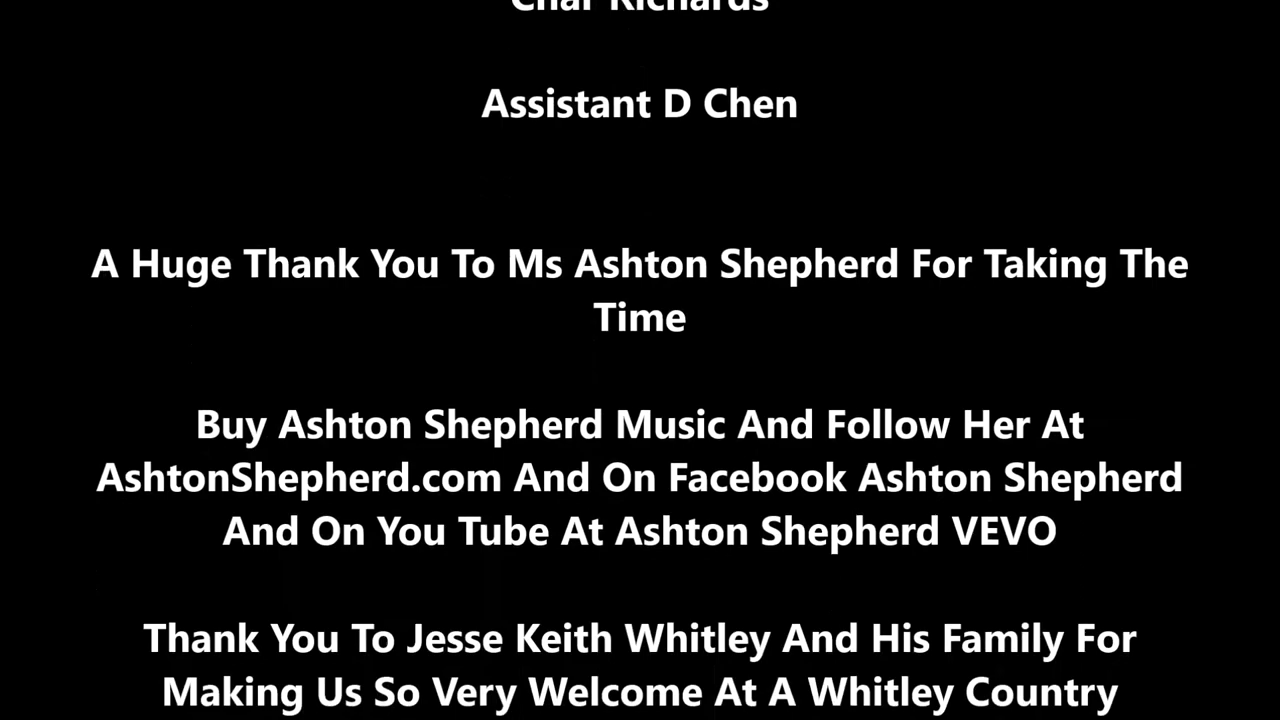 Char Richards
Assistant D Chen
A Huge Thank You To Ms Ashton Shepherd For Taking The
Time
Buy Ashton Shepherd Music And Follow Her At
AshtonShepherd.com And On Facebook Ashton Shepherd
And On You Tube At Ashton Shepherd VEVO
Thank You To Jesse Keith Whitley And His Family For
Making Us So Very Welcome At A Whitley Country